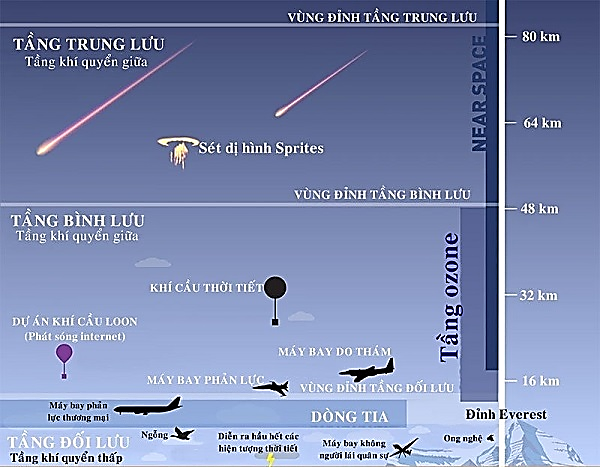 VÙNG ĐỈNH TẦNG TRUNG LƯU
80 km
TẦNG TRUNG LƯU
Tầng khí quyển giữa
NEAR SPACE
64 km
Sét dị hình Sprites
VÙNG ĐỈNH TẦNG BÌNH LƯU
48 km
TẦNG BÌNH LƯU
Tầng khí quyển giữa
Tầng ozone
KHÍ CẦU THỜI TIẾT
32 km
DỰ ÁN KHÍ CẦU LOON
(Phát sóng internet)
MÁY BAY DO THÁM
MÁY BAY PHẢN LỰC
VÙNG ĐỈNH TẦNG ĐỐI LƯU
16 km
Máy bay phản
lực thương mại
DÒNG TIA
Đỉnh Everest
TẦNG ĐỐI LƯU
Tầng khí quyển thấp
Ngỗng
Diễn ra hầu hết các
hiện tượng thời tiết
Máy bay không
người lái quân sự
Ong nghệ